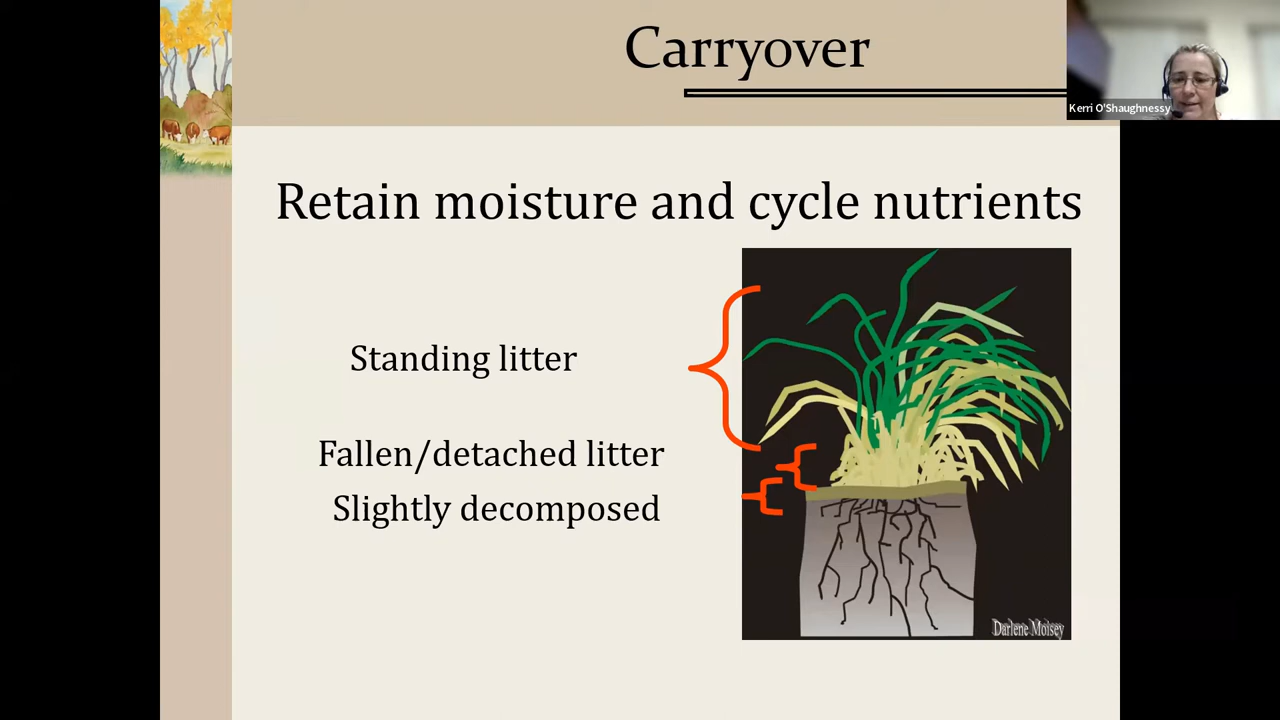 Carryover
Kerri O'Shaughnessy
Retain moisture and cycle nutrients
Standing litter
Fallen/detached litter
Slightly decomposed
Darlene Moisey